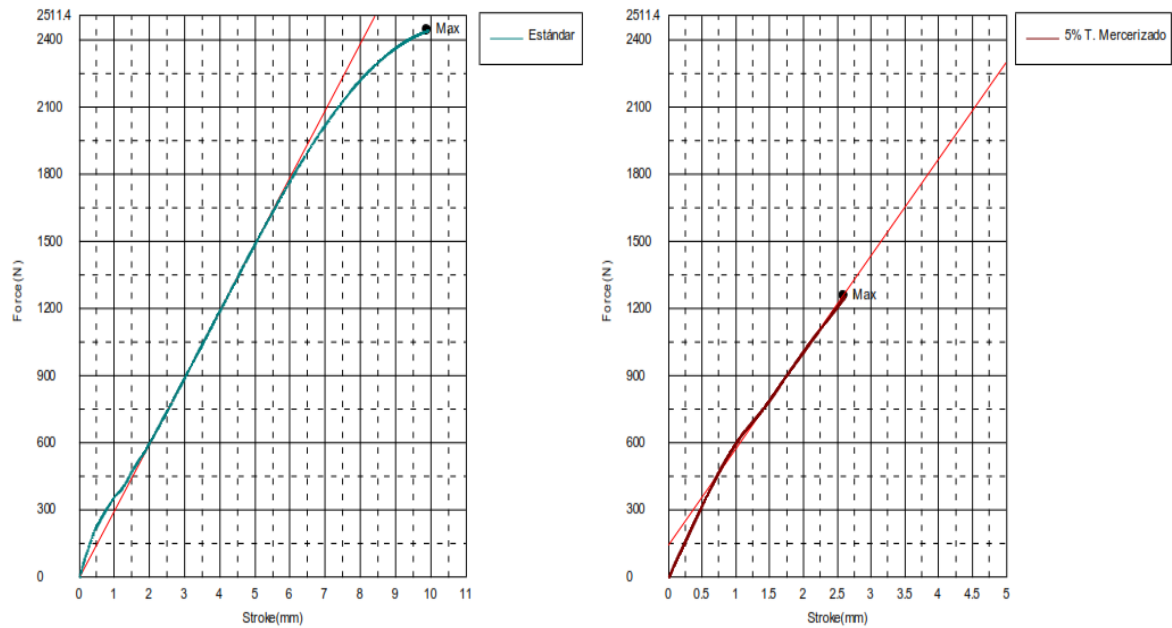 2511.4
2400
2100
1800
1500
1200
900
600
300
0
Force(N)
0 1 2 3 4 5 6 7 8 9 10 11
Stroke(mm)
Max
Estándar
2511.4
2400
2100
1800
1500
1200
900
600
300
0
Force(N)
0 0.5 1 1.5 2 2.5 3 3.5 4 4.5 5
Stroke(mm)
Max
5% T. Mercerizado